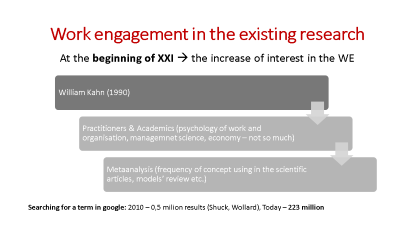 Work engagement in the existing research
At the beginning of XXI → the increase of interest in the WE
William Kahn (1990)
Practitioners & Academics (psychology of work and
organisation, managemnet science, economy – not so much)
Metaanalysis (frequency of concept using in the scientific
articles, models' review etc.)
Searching for a term in google: 2010 – 0,5 milion results (Shuck, Wollard), Today – 223 million